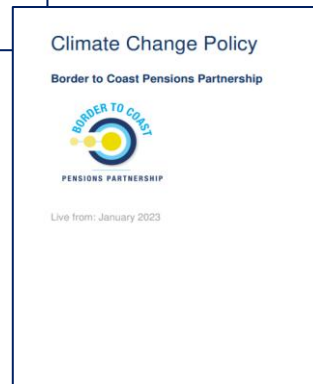 Climate Change Policy
Border to Coast Pensions Partnership
BORDER TO COAST
PENSIONS PARTNERSHIP
Live from: January 2023